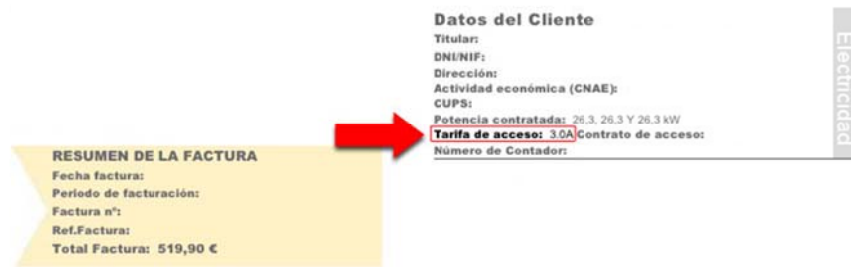 Datos del Cliente
Titular:
DNI/NIF:
Dirección:
Actividad económica (CNAE):
CUPS:
Potencia contratada: 26.3, 26.3 Y 26.3 kW
Tarifa de acceso: 3.0A Contrato de acceso:
Número de Contador:
Electricidad
RESUMEN DE LA FACTURA
Fecha factura:
Periodo de facturación:
Factura nº:
Ref.Factura:
Total Factura: 519,90 €